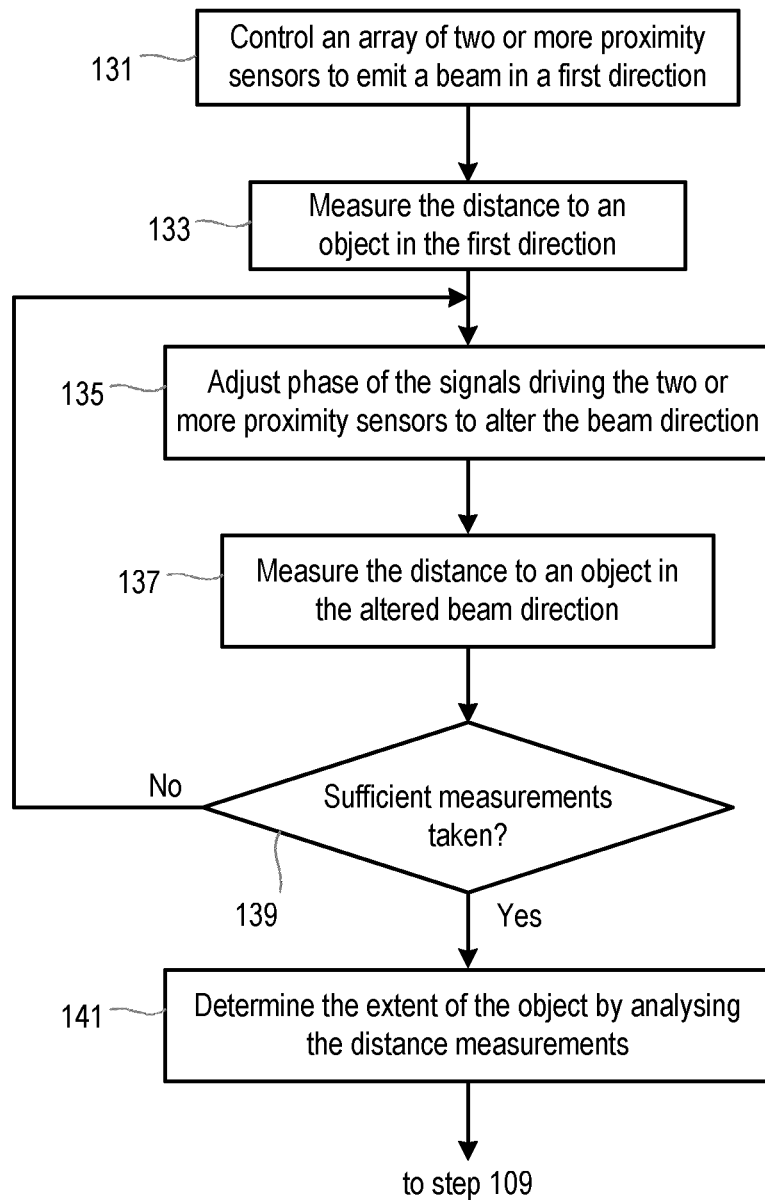 131
Control an array of two or more proximity
sensors to emit a beam in a first direction
133
Measure the distance to an
object in the first direction
135
Adjust phase of the signals driving the two or
more proximity sensors to alter the beam direction
137
Measure the distance to an object in
the altered beam direction
No
Sufficient measurements
taken?
139
Yes
141
Determine the extent of the object by analysing
the distance measurements
to step 109